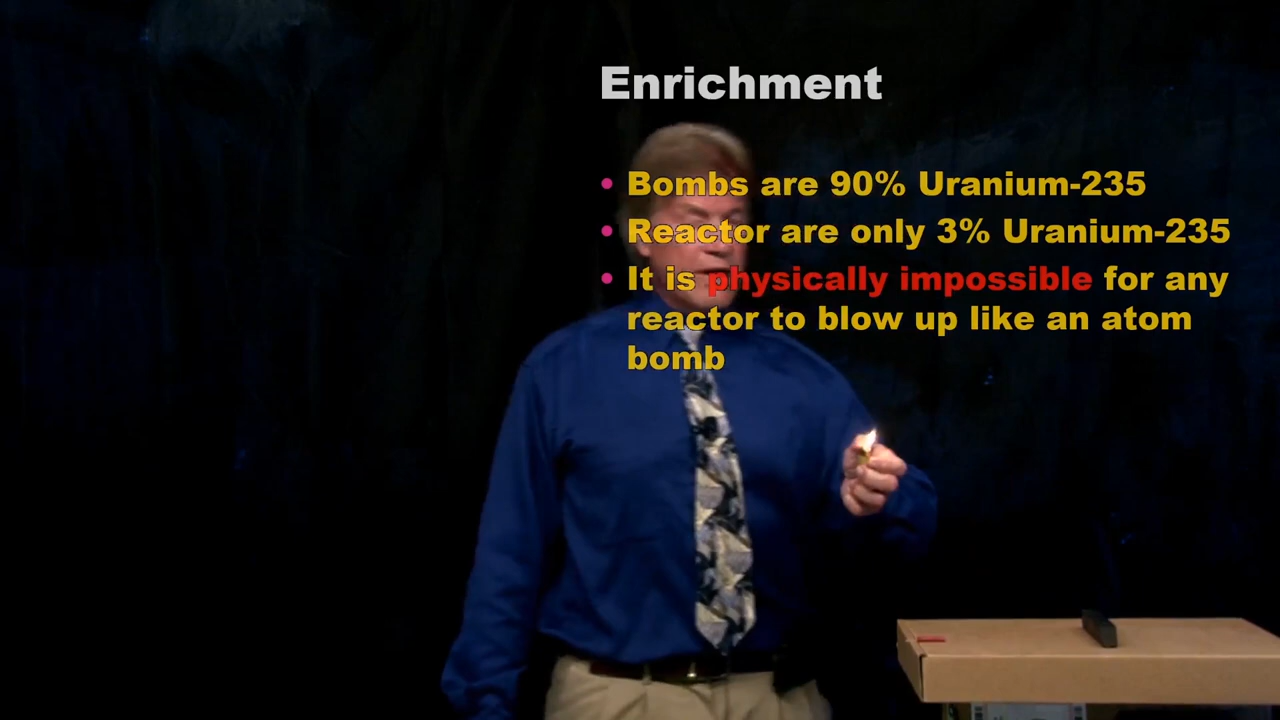 Enrichment
• Bombs are 90% Uranium-235
• Reactor are only 3% Uranium-235
• It is physically impossible for any
reactor to blow up like an atom
bomb